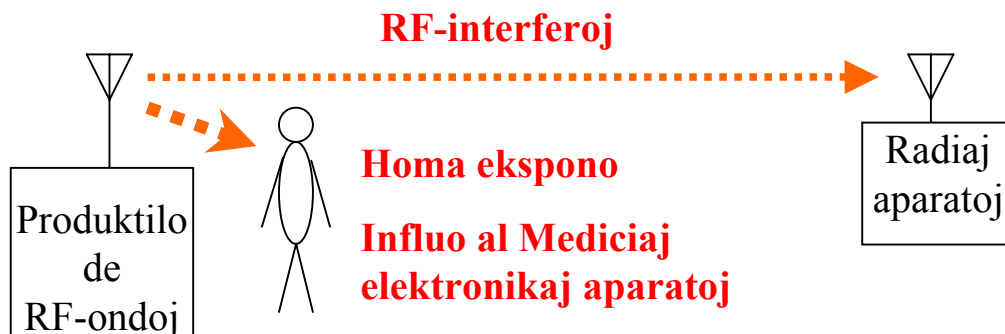 RF-interferoj
Homa ekspono
Influo al Mediciaj
elektronikaj aparatoj
Produktilo
de
RF-ondoj
Radiaj
aparatoj